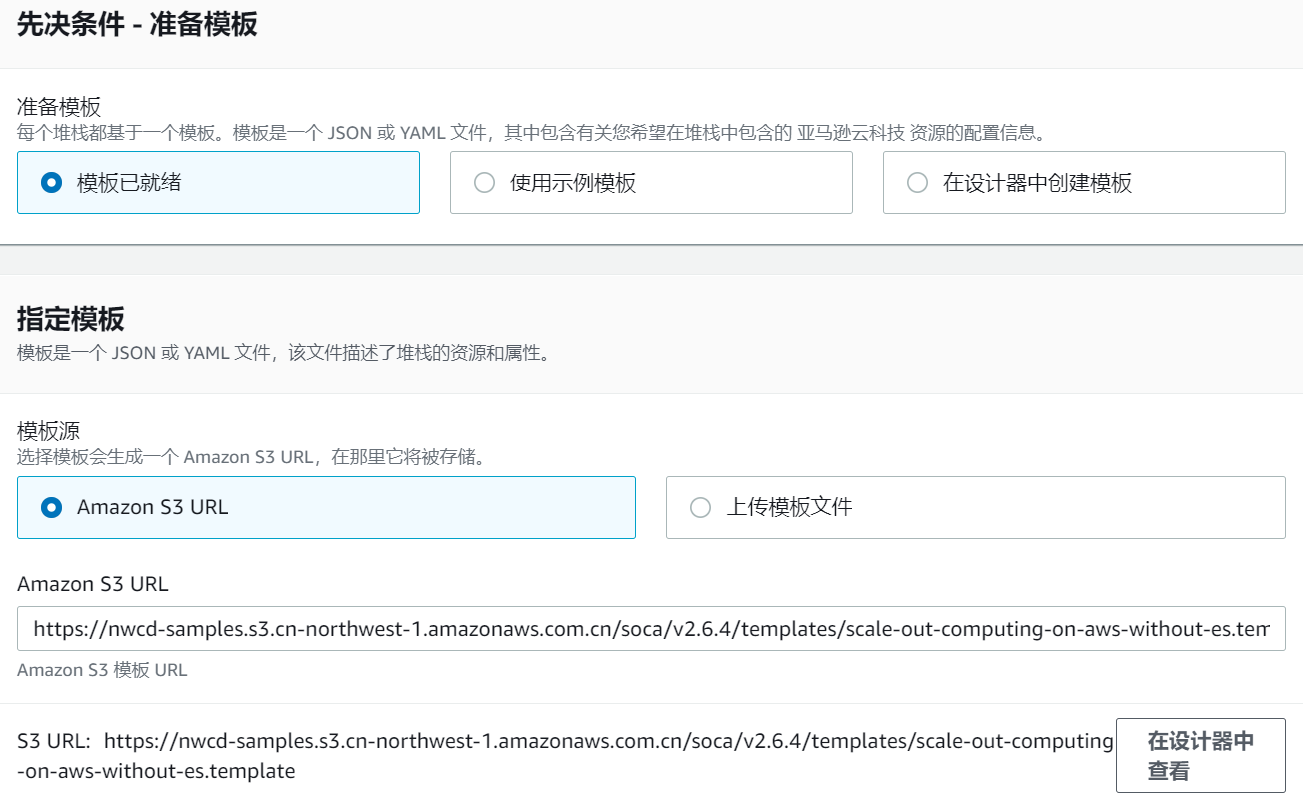 先决条件 - 准备模板
准备模板
每个堆栈都基于一个模板。模板是一个 JSON 或 YAML 文件，其中包含有关您希望在堆栈中包含的 亚马逊云科技 资源的配置信息。
模板已就绪
使用示例模板
在设计器中创建模板
指定模板
模板是一个 JSON 或 YAML 文件，该文件描述了堆栈的资源和属性。
模板源
选择模板会生成一个 Amazon S3 URL，在那里它将被存储。
Amazon S3 URL
上传模板文件
Amazon S3 URL
https://nwcd-samples.s3.cn-northwest-1.amazonaws.com.cn/soca/v2.6.4/templates/scale-out-computing-on-aws-without-es.tem
Amazon S3 模板 URL
S3 URL:  https://nwcd-samples.s3.cn-northwest-1.amazonaws.com.cn/soca/v2.6.4/templates/scale-out-computing
-on-aws-without-es.template
在设计器中
查看